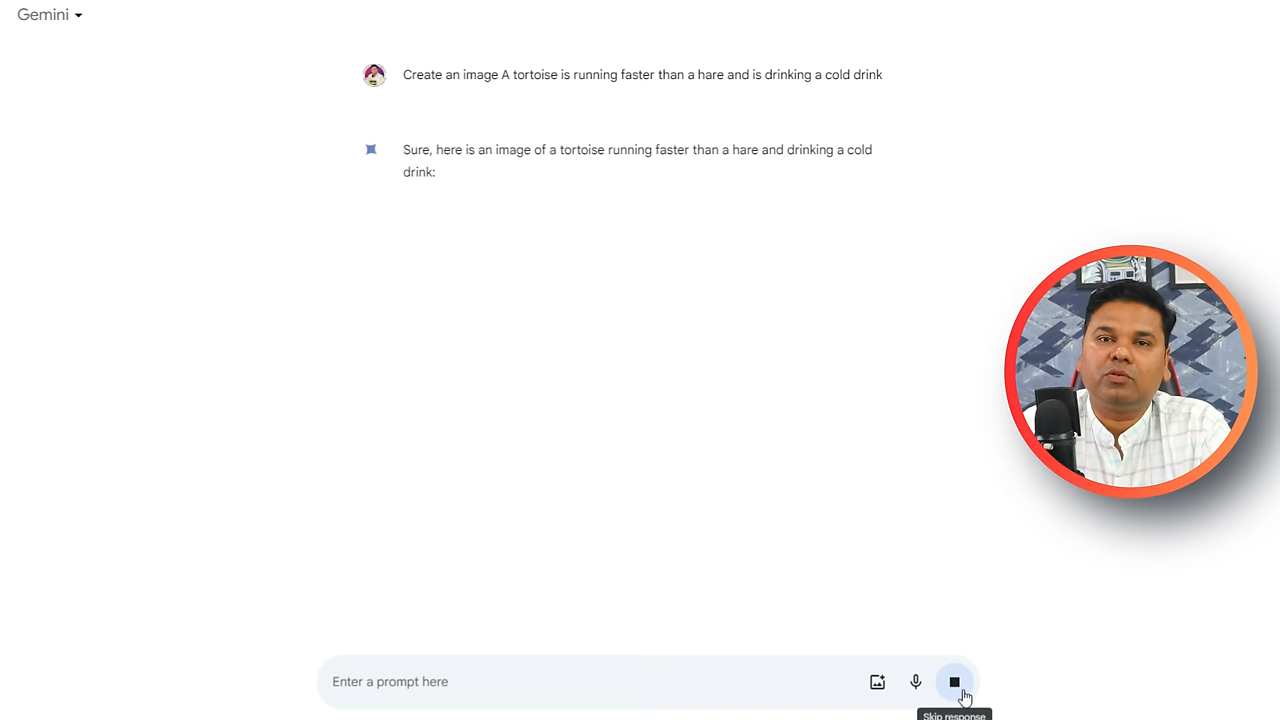 Gemini
Create an image A tortoise is running faster than a hare and is drinking a cold drink
Sure, here is an image of a tortoise running faster than a hare and drinking a cold
drink:
Enter a prompt here
Skip response